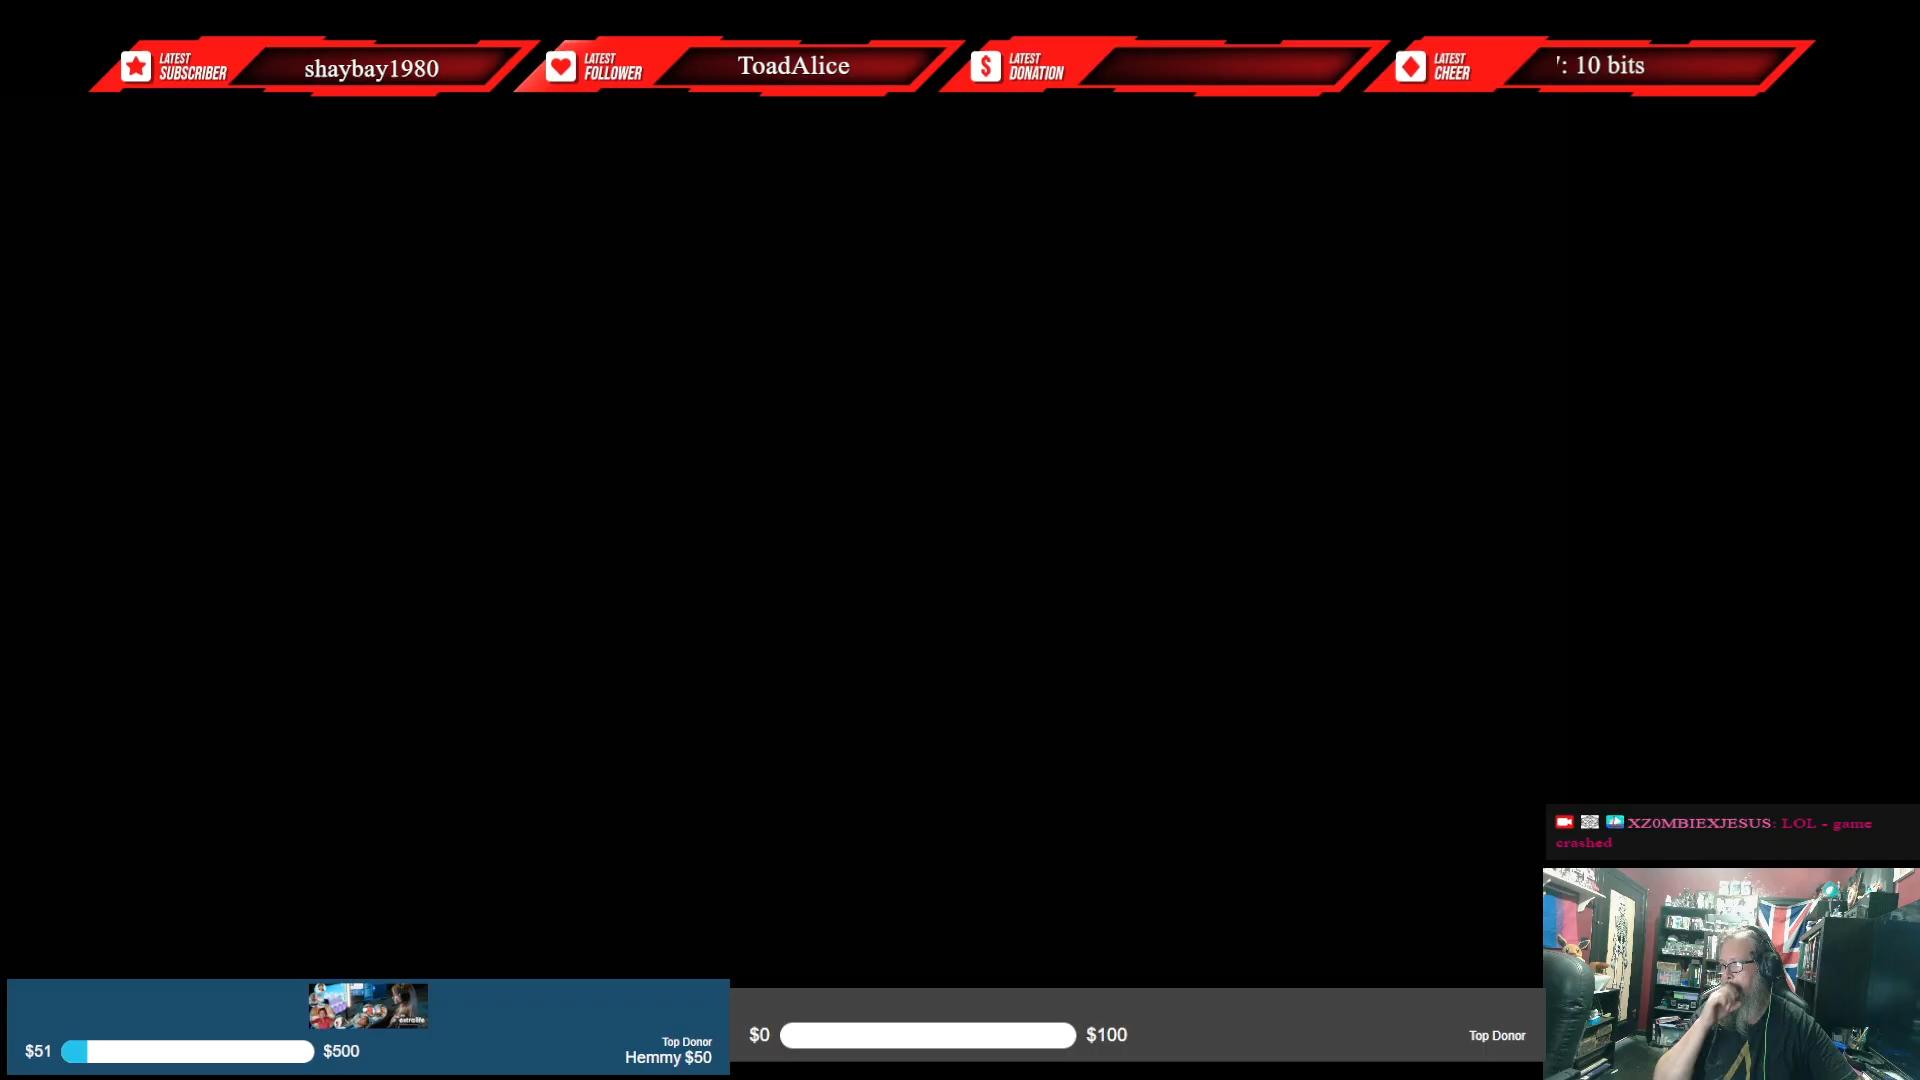 LATEST
SUBSCRIBER
shaybay1980
LATEST
FOLLOWER
ToadAlice
LATEST
DONATION
LATEST
CHEER
: 10 bits
XZ0MBIEXJESUS: LOL - game
crashed
extralife
$51
$500
Top Donor
Hemmy $50
$0
$100
Top Donor